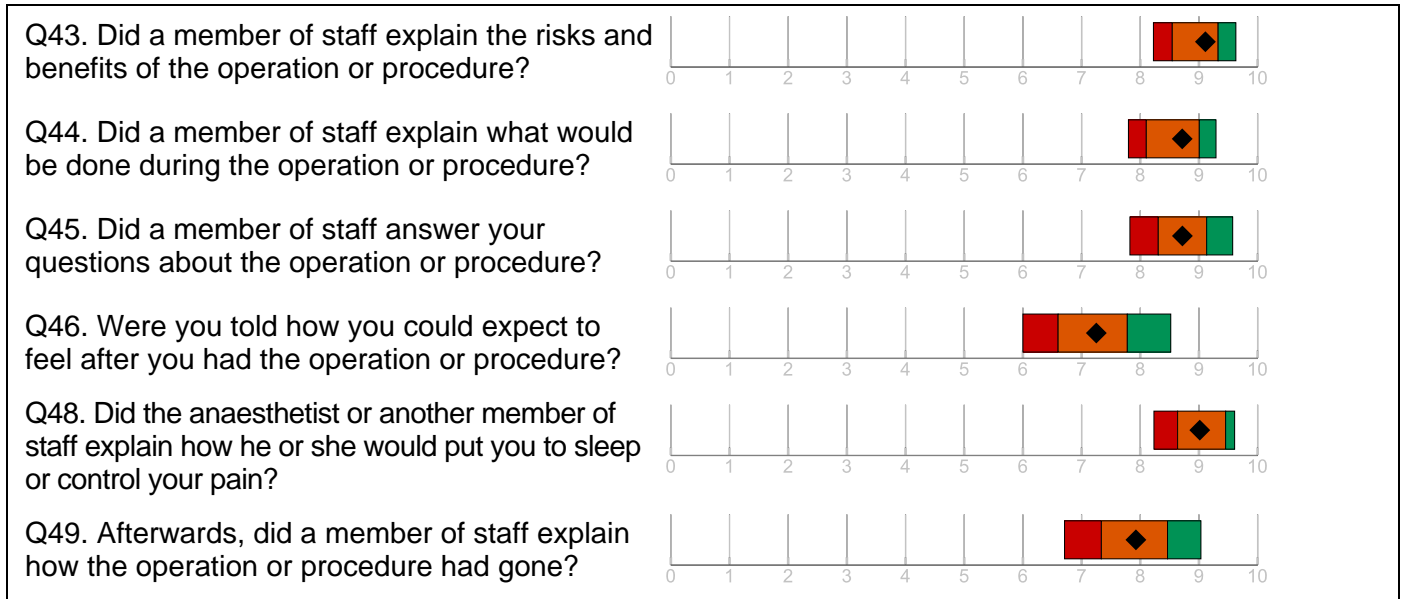 Q43. Did a member of staff explain the risks and
benefits of the operation or procedure?
0 1 2 3 4 5 6 7 8 9 10
Q44. Did a member of staff explain what would
be done during the operation or procedure?
0 1 2 3 4 5 6 7 8 9 10
Q45. Did a member of staff answer your
questions about the operation or procedure?
0 1 2 3 4 5 6 7 8 9 10
Q46. Were you told how you could expect to
feel after you had the operation or procedure?
0 1 2 3 4 5 6 7 8 9 10
Q48. Did the anaesthetist or another member of
staff explain how he or she would put you to sleep
or control your pain?
0 1 2 3 4 5 6 7 8 9 10
Q49. Afterwards, did a member of staff explain
how the operation or procedure had gone?
0 1 2 3 4 5 6 7 8 9 10